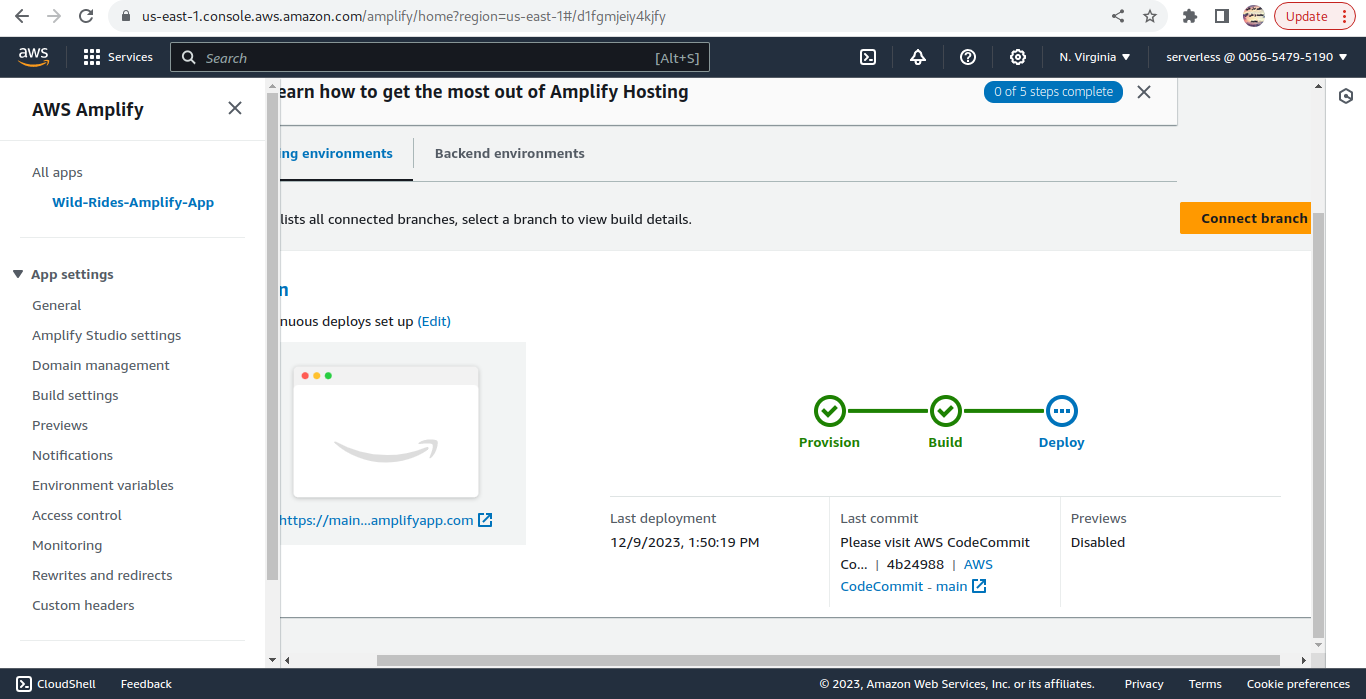 us-east-1.console.aws.amazon.com/amplify/home?region=us-east-1#/d1fgmjeiy4kjfy
Update
aws
Services
Search
[Alt+S]
N. Virginia
serverless @ 0056-5479-5190
AWS Amplify
All apps
Wild-Rides-Amplify-App
App settings
General
Amplify Studio settings
Domain management
Build settings
Previews
Notifications
Environment variables
Access control
Monitoring
Rewrites and redirects
Custom headers
earn how to get the most out of Amplify Hosting
0 of 5 steps complete
ing environments
Backend environments
lists all connected branches, select a branch to view build details.
Connect branch
n
nuous deploys set up (Edit)
https://main...amplifyapp.com
Provision
Build
Deploy
Last deployment
12/9/2023, 1:50:19 PM
Last commit
Please visit AWS CodeCommit
Co... | 4b24988 | AWS
CodeCommit - main
Previews
Disabled
CloudShell
Feedback
© 2023, Amazon Web Services, Inc. or its affiliates.
Privacy
Terms
Cookie preferences